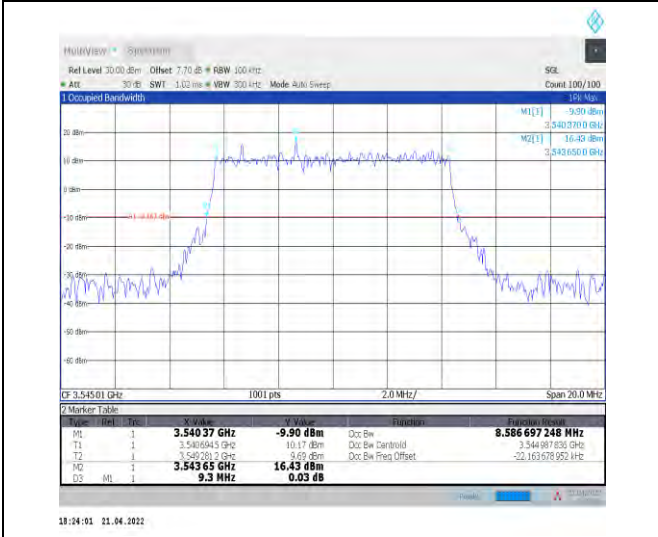 MultiView Spectrum
Ref Level 30.00 dBm Offset 7.70 dB RBW 100 kHz SGL
Att 30 dB SWT 1.02 ms VBW 300 kHz Mode Auto Sweep Count 100/100
1 Occupied Bandwidth 1Pk Max
M1[1] -9.90 dBm
3.540370 0 GHz
M2[1] 16.43 dBm
3.543650 0 GHz
20 dBm
10 dBm
0 dBm
-10 dBm
-20 dBm
-30 dBm
-40 dBm
-50 dBm
-60 dBm
CF 3.54501 GHz 1001 pts 2.0 MHz/ Span 20.0 MHz
2 Marker Table
Type Ref Trc X Value Y Value Function Function Result
M1 1 3.540 37 GHz -9.90 dBm Occ Bw 8.586 697 248 MHz
T1 1 3.5406945 GHz 10.17 dBm Occ Bw Centroid 3.544 987 836 GHz
T2 1 3.549281 2 GHz 9.69 dBm Occ Bw Freq Offset -22.163 678 952 kHz
M2 1 3.543 65 GHz 16.43 dBm
D3 M1 1 9.3 MHz 0.03 dB
18:24:01 21.04.2022